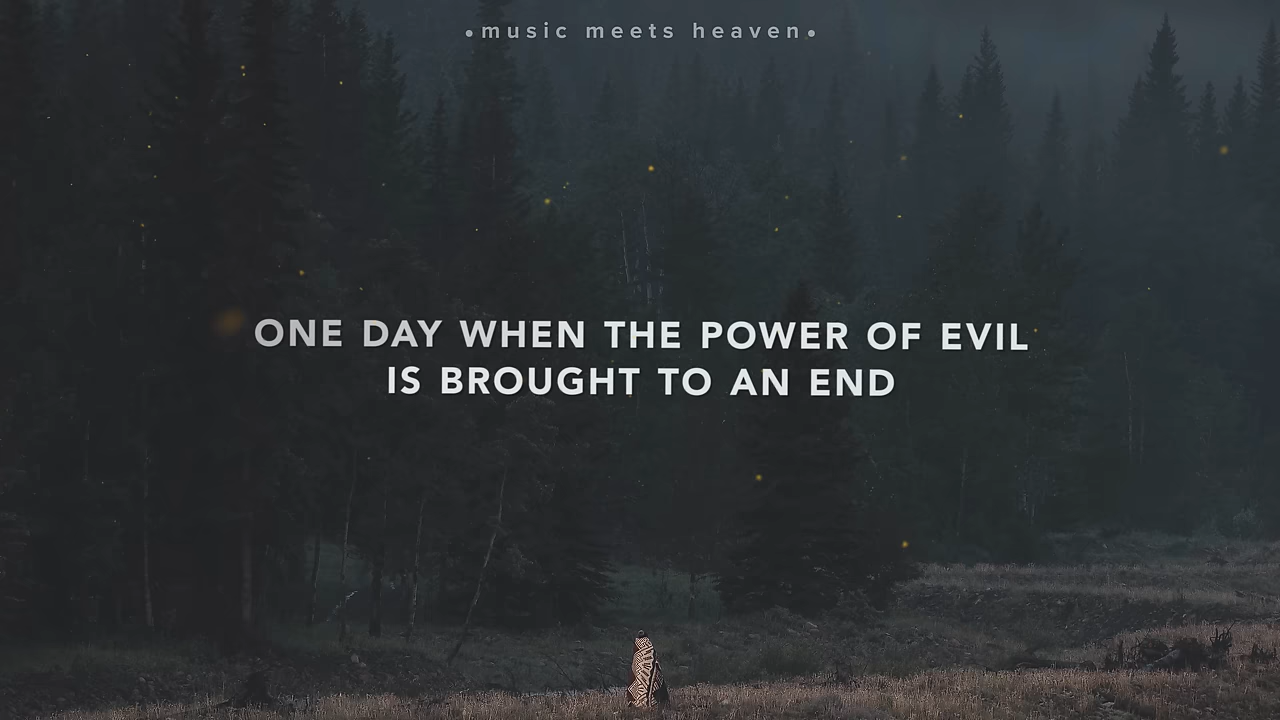 •music meets heaven•
ONE DAY WHEN THE POWER OF EVIL
IS BROUGHT TO AN END